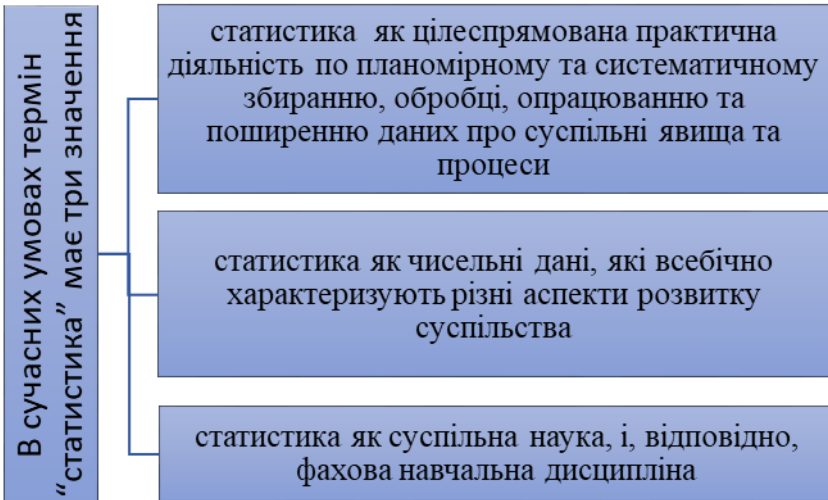 В сучасних умовах термін
“статистика” має три значення
статистика як цілеспрямована практична
діяльність по планомірному та систематичному
збиранню, обробці, опрацюванню та
поширенню даних про суспільні явища та
процеси
статистика як чисельні дані, які всебічно
характеризують різні аспекти розвитку
суспільства
статистика як суспільна наука, і, відповідно,
фахова навчальна дисципліна